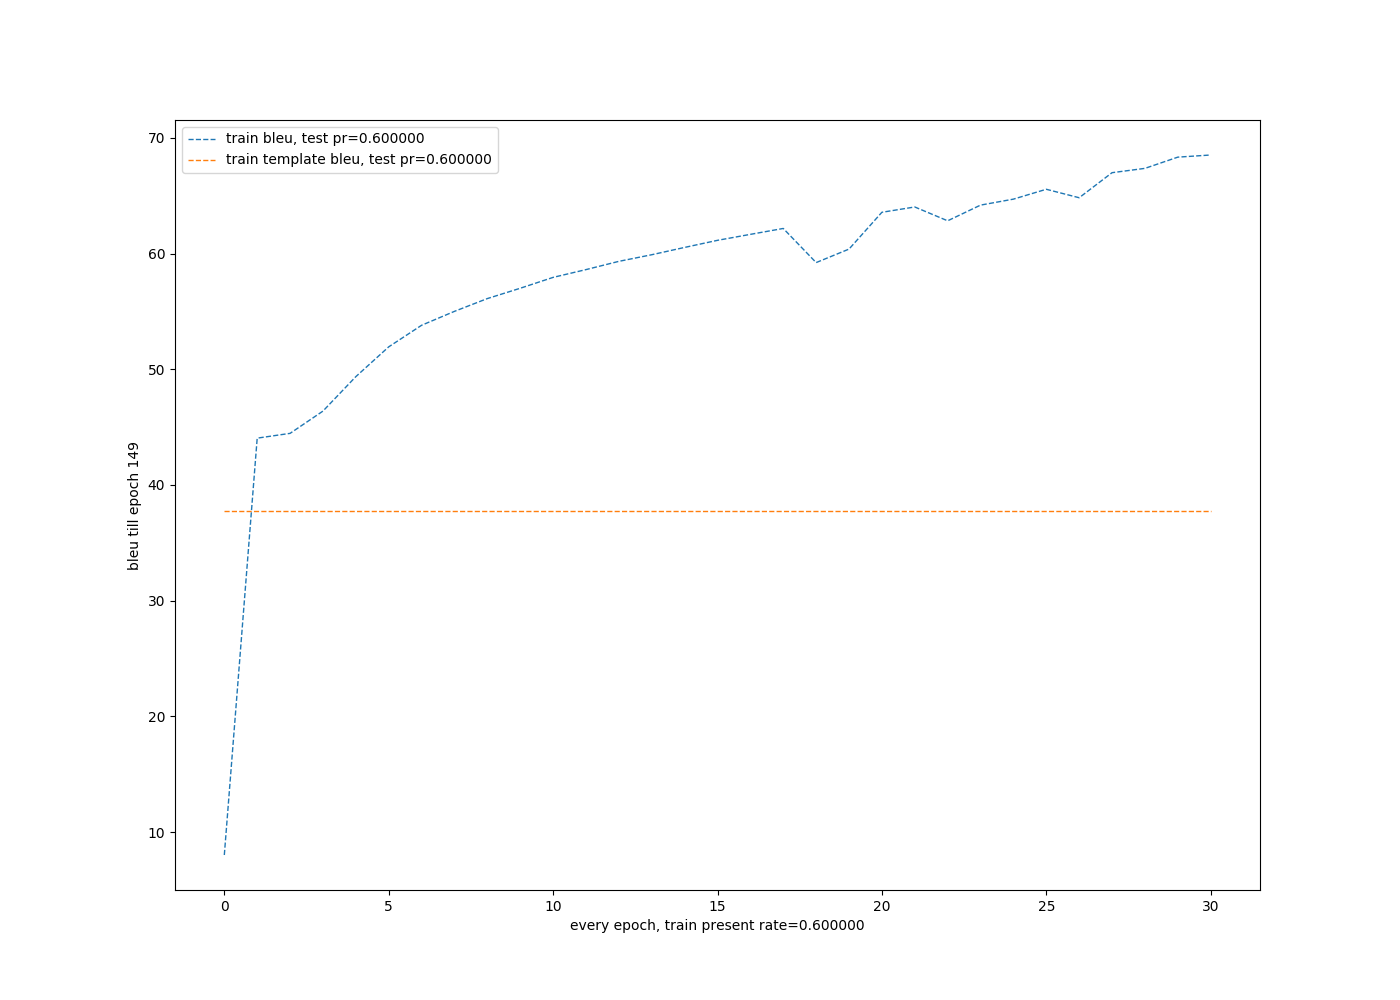 train bleu, test pr=0.600000
train template bleu, test pr=0.600000
70
60
50
40
30
20
10
bleu till epoch 149
0 5 10 15 20 25 30
every epoch, train present rate=0.600000